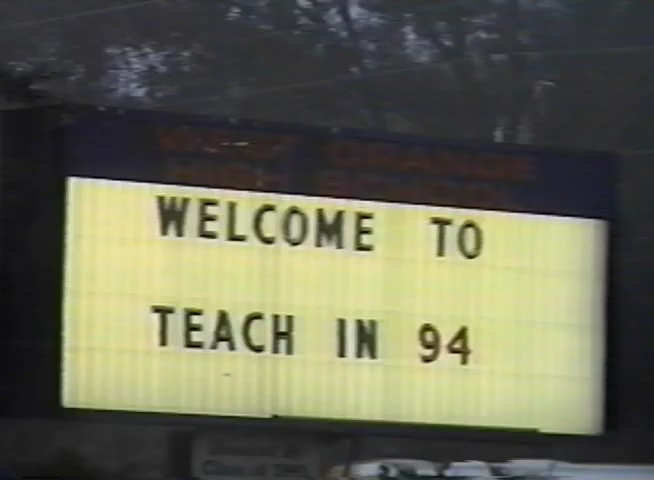 WEST ORANGE
HIGH SCHOOL
WELCOME TO
TEACH IN 94